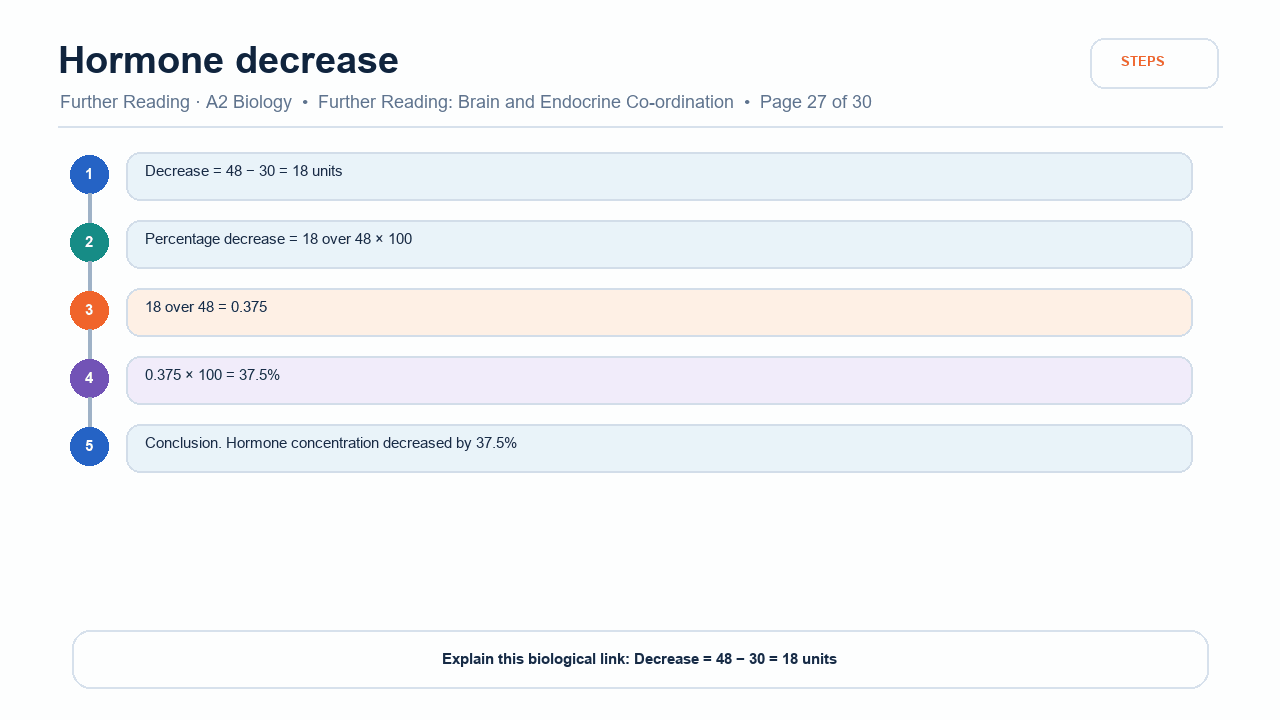 Hormone decrease
STEPS
Further Reading · A2 Biology • Further Reading: Brain and Endocrine Co-ordination • Page 27 of 30
1 Decrease = 48 − 30 = 18 units
2 Percentage decrease = 18 over 48 × 100
3 18 over 48 = 0.375
4 0.375 × 100 = 37.5%
5 Conclusion. Hormone concentration decreased by 37.5%
Explain this biological link: Decrease = 48 − 30 = 18 units